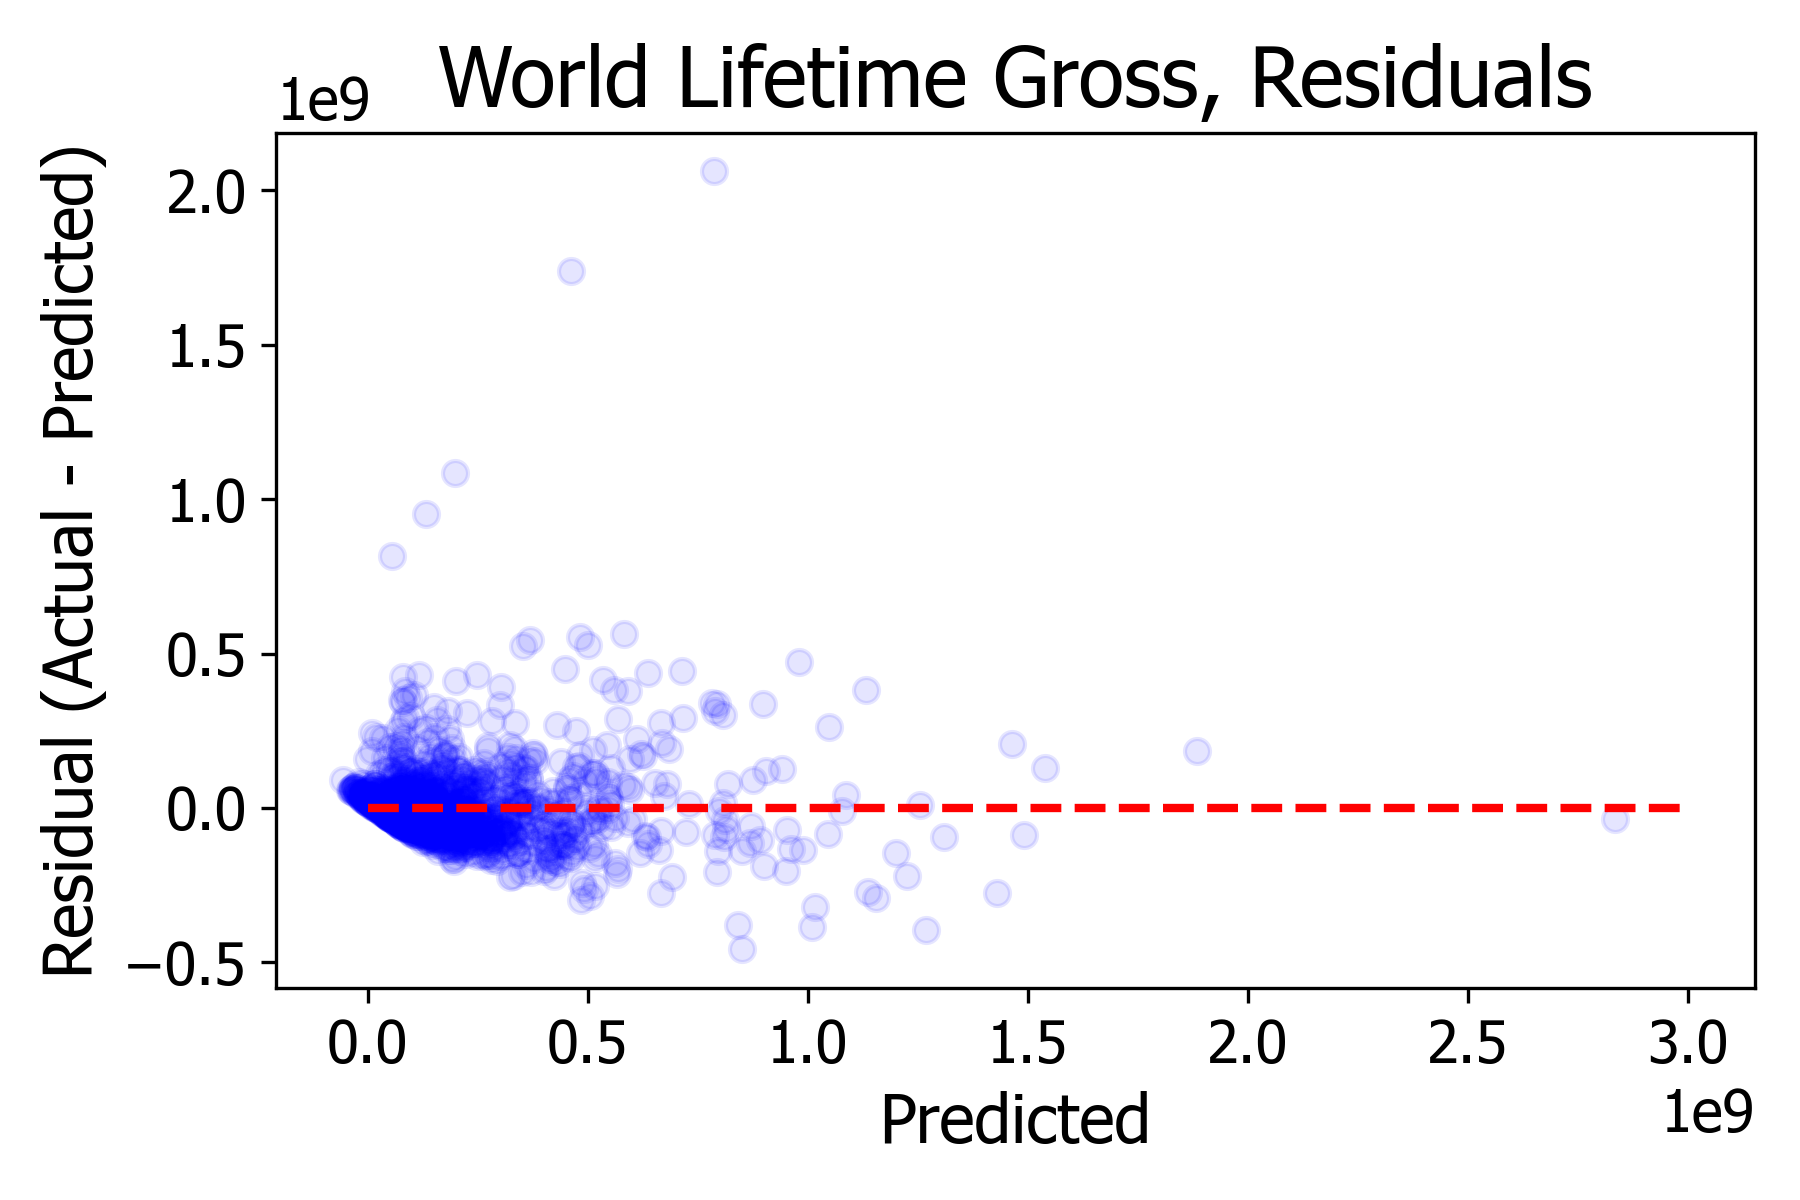 World Lifetime Gross, Residuals
1e9
Residual (Actual - Predicted)
2.0
1.5
1.0
0.5
0.0
−0.5
0.0 0.5 1.0 1.5 2.0 2.5 3.0
1e9
Predicted